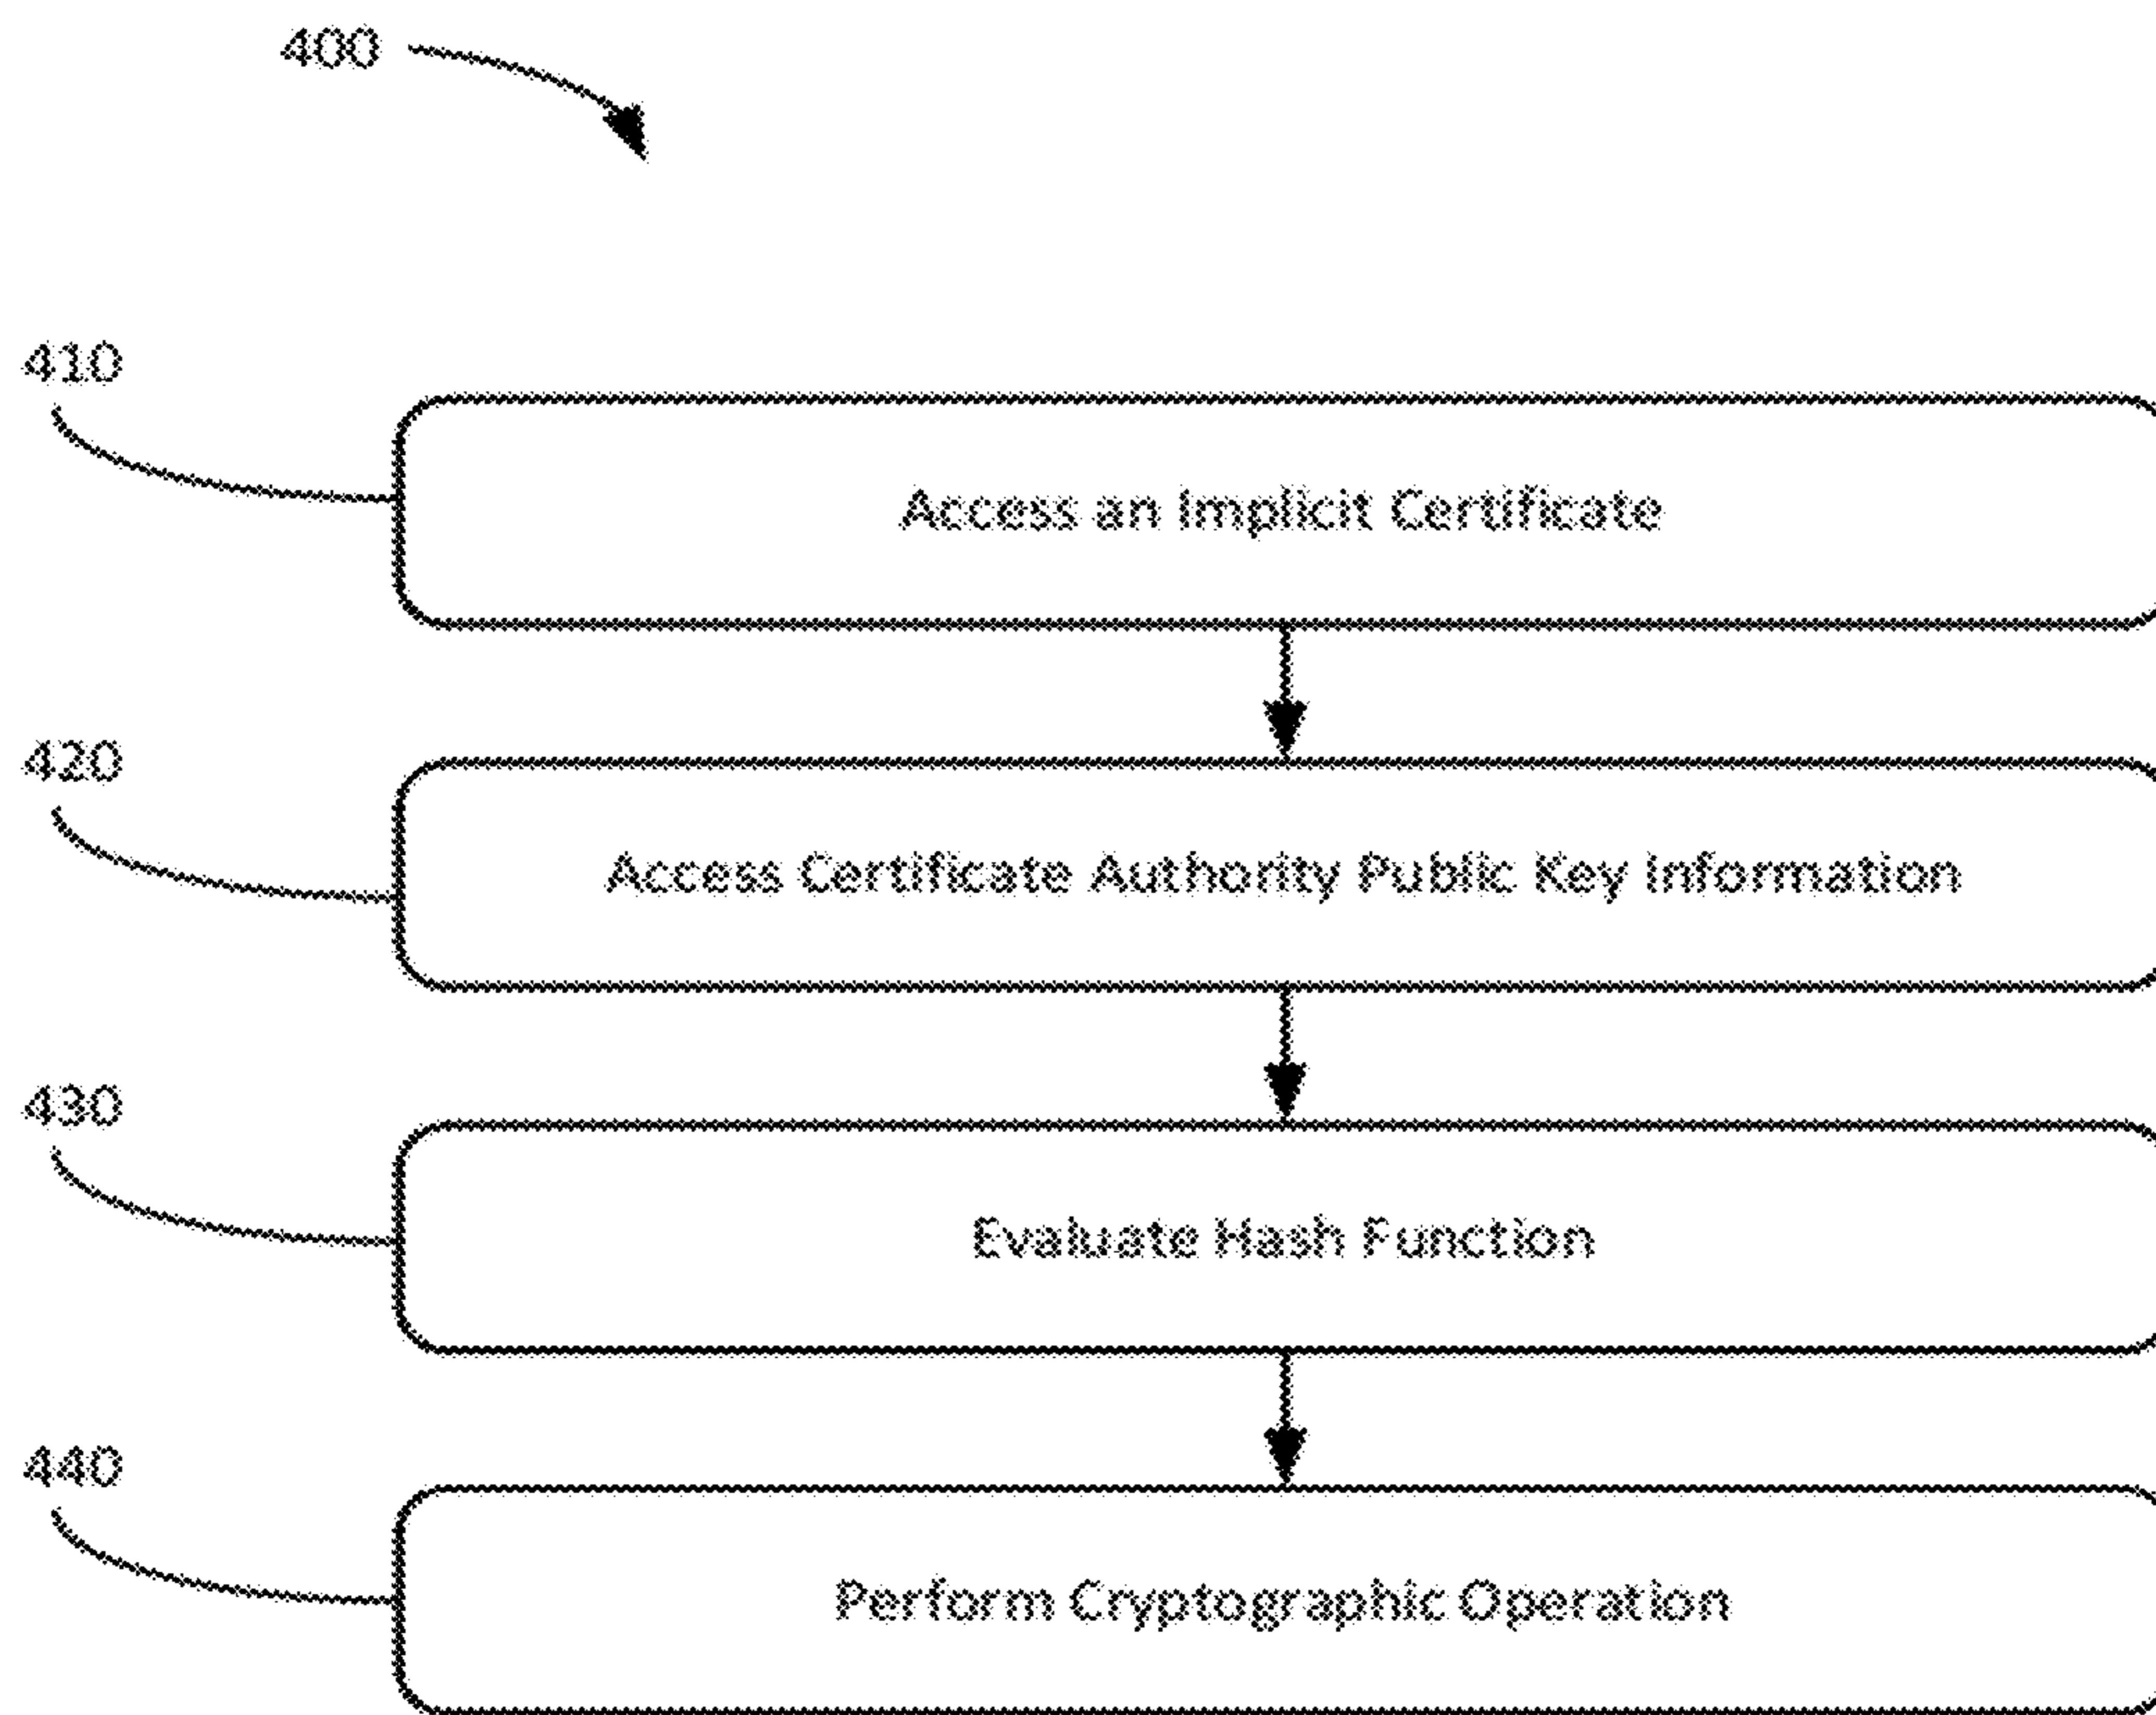 400
410
Access an Implicit Certificate
420
Access Certificate Authority Public Key Information
430
Evaluate Hash Function
440
Perform Cryptographic Operation